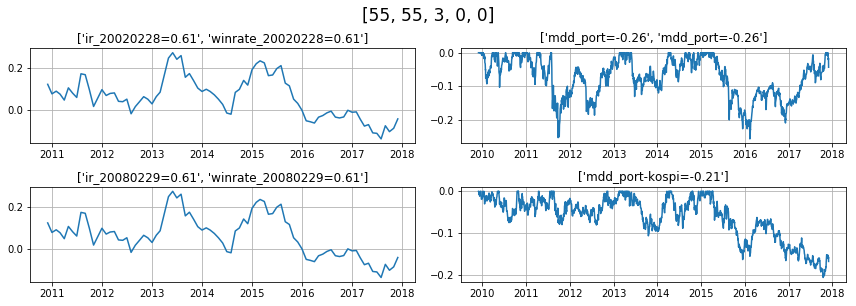 [55, 55, 3, 0, 0]
['ir_20020228=0.61', 'winrate_20020228=0.61']
0.2
0.0
2011 2012 2013 2014 2015 2016 2017 2018
['mdd_port=-0.26', 'mdd_port=-0.26']
0.0
−0.1
−0.2
2010 2011 2012 2013 2014 2015 2016 2017 2018
['ir_20080229=0.61', 'winrate_20080229=0.61']
0.2
0.0
2011 2012 2013 2014 2015 2016 2017 2018
['mdd_port-kospi=-0.21']
0.0
−0.1
−0.2
2010 2011 2012 2013 2014 2015 2016 2017 2018